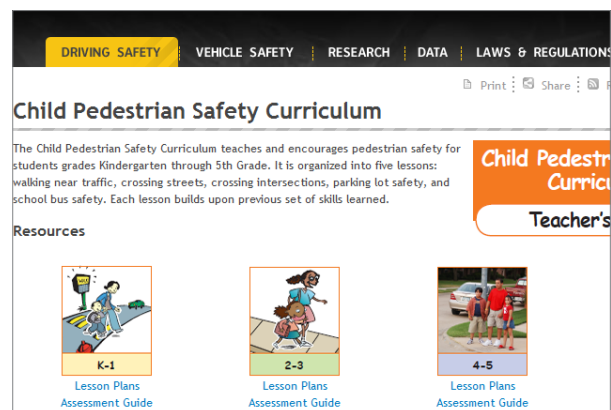 DRIVING SAFETY VEHICLE SAFETY RESEARCH DATA LAWS & REGULATIONS
Print Share
Child Pedestrian Safety Curriculum
The Child Pedestrian Safety Curriculum teaches and encourages pedestrian safety for
students grades Kindergarten through 5th Grade. It is organized into five lessons:
walking near traffic, crossing streets, crossing intersections, parking lot safety, and
school bus safety. Each lesson builds upon previous set of skills learned.
Child Pedestr
Curricu
Teacher's
Resources
K-1 2-3 4-5
Lesson Plans Lesson Plans Lesson Plans
Assessment Guide Assessment Guide Assessment Guide